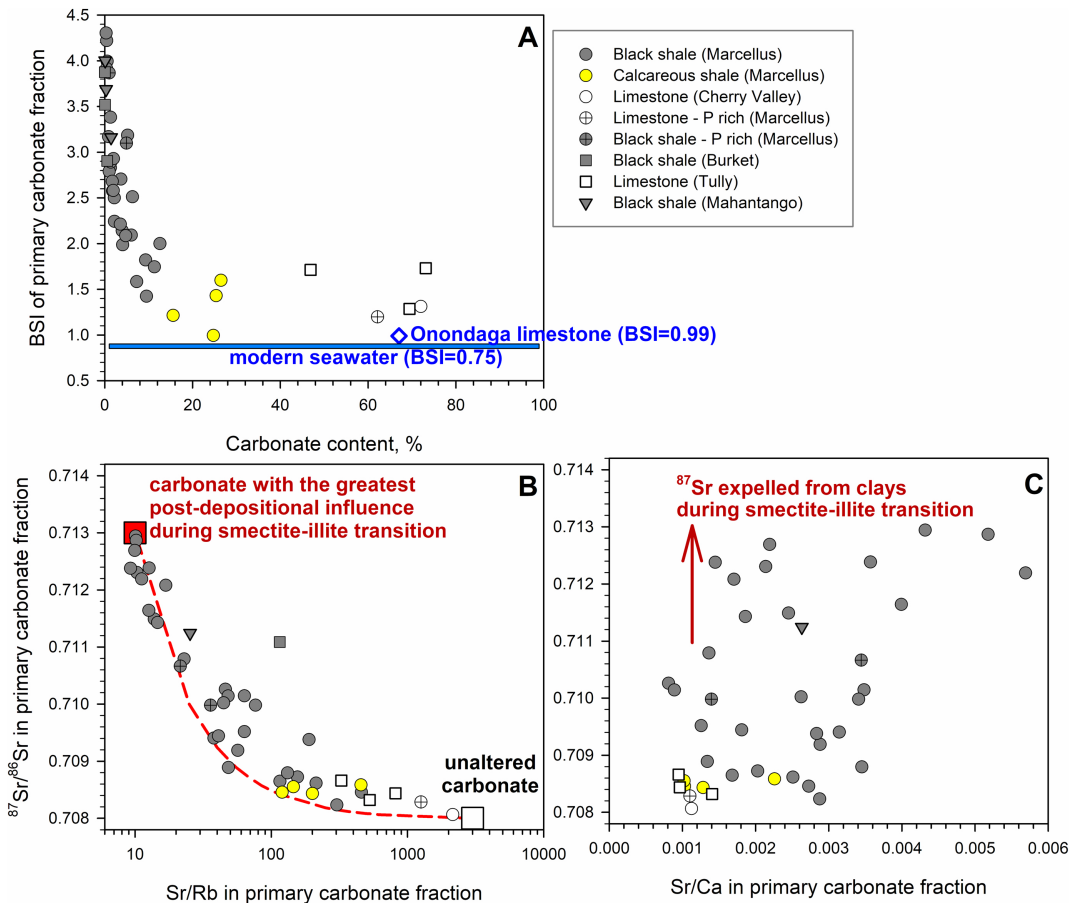 A
4.5
4.0
3.5
3.0
2.5
2.0
1.5
1.0
0.5
BSI of primary carbonate fraction
Onondaga limestone (BSI=0.99)
modern seawater (BSI=0.75)
0
20
40
60
80
100
Carbonate content, %
Black shale (Marcellus)
Calcareous shale (Marcellus)
Limestone (Cherry Valley)
Limestone - P rich (Marcellus)
Black shale - P rich (Marcellus)
Black shale (Burket)
Limestone (Tully)
Black shale (Mahantango)
B
0.714
0.713
0.712
0.711
0.710
0.709
0.708
⁸⁷Sr/⁸⁶Sr in primary carbonate fraction
carbonate with the greatest
post-depositional influence
during smectite-illite transition
unaltered
carbonate
10
100
1000
10000
Sr/Rb in primary carbonate fraction
C
0.714
0.713
0.712
0.711
0.710
0.709
0.708
⁸⁷Sr expelled from clays
during smectite-illite transition
0.000
0.001
0.002
0.003
0.004
0.005
0.006
Sr/Ca in primary carbonate fraction